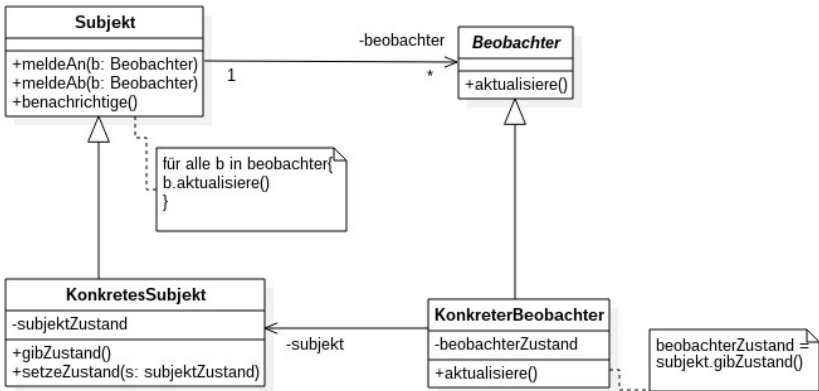 Subjekt
+meldeAn(b: Beobachter)
+meldeAb(b: Beobachter)
+benachrichtige()
-beobachter
1
*
Beobachter
+aktualisiere()
für alle b in beobachter{
b.aktualisiere()
}
KonkretesSubjekt
-subjektZustand
+gibZustand()
+setzeZustand(s: subjektZustand)
-subjekt
KonkreterBeobachter
-beobachterZustand
+aktualisiere()
beobachterZustand =
subjekt.gibZustand()